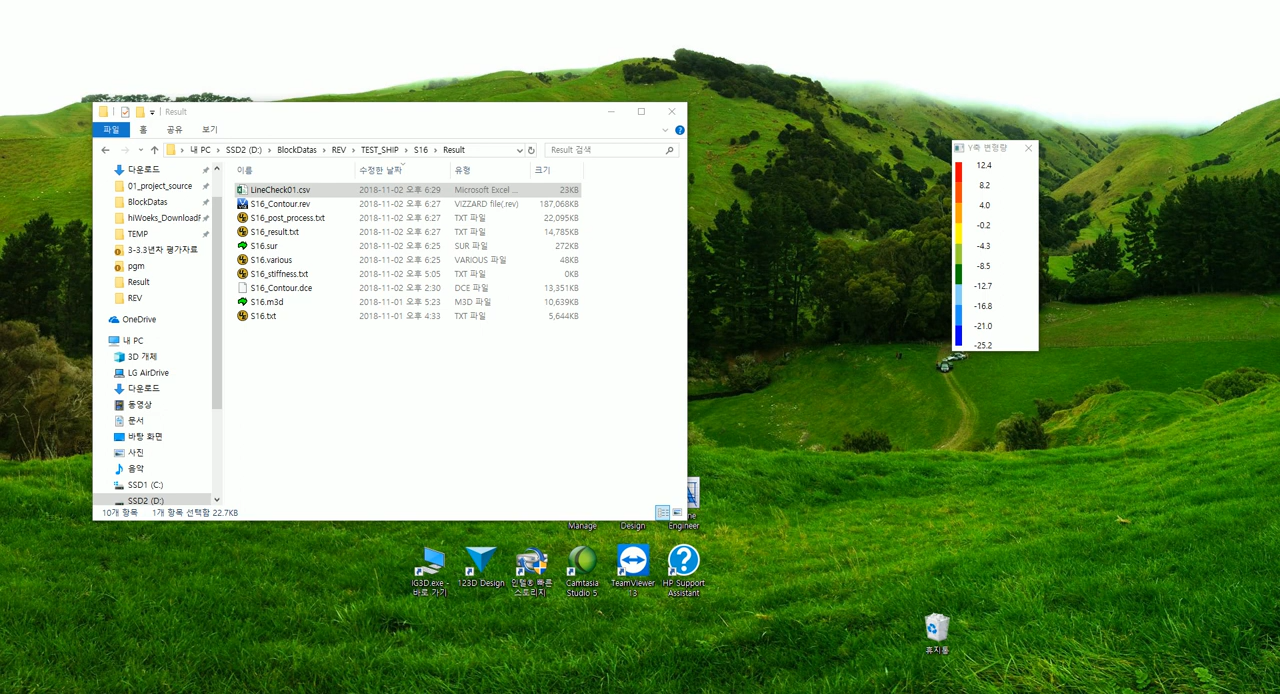 Result
파일 홈 공유 보기
내 PC > SSD2 (D:) > BlockDatas > REV > TEST_SHIP > S16 > Result
Result 검색
다운로드
01_project_source
BlockDatas
hiWoeks_DownloadF
TEMP
3-3.3년차 평가자료
pgm
Result
REV
OneDrive
내 PC
3D 개체
LG AirDrive
다운로드
동영상
문서
바탕 화면
사진
음악
SSD1 (C:)
SSD2 (D:)
이름 수정한 날짜 유형 크기
LineCheck01.csv 2018-11-02 오후 6:29 Microsoft Excel ... 23KB
S16_Contour.rev 2018-11-02 오후 6:27 VIZZARD file(.rev) 187,068KB
S16_post_process.txt 2018-11-02 오후 6:27 TXT 파일 22,095KB
S16_result.txt 2018-11-02 오후 6:27 TXT 파일 14,785KB
S16.sur 2018-11-02 오후 6:25 SUR 파일 272KB
S16.various 2018-11-02 오후 6:25 VARIOUS 파일 48KB
S16_stiffness.txt 2018-11-02 오후 5:05 TXT 파일 0KB
S16_Contour.dce 2018-11-02 오후 2:30 DCE 파일 13,351KB
S16.m3d 2018-11-01 오후 5:23 M3D 파일 10,639KB
S16.txt 2018-11-01 오후 4:33 TXT 파일 5,644KB
10개 항목 1개 항목 선택함 22.7KB
Y축 변형량
12.4
8.2
4.0
-0.2
-4.3
-8.5
-12.7
-16.8
-21.0
-25.2
Manage
Design
ne
Engineer
IG3D.exe -
바로 가기
123D Design
인텔® 빠른
스토리지
Camtasia
Studio 5
TeamViewer
13
HP Support
Assistant
휴지통